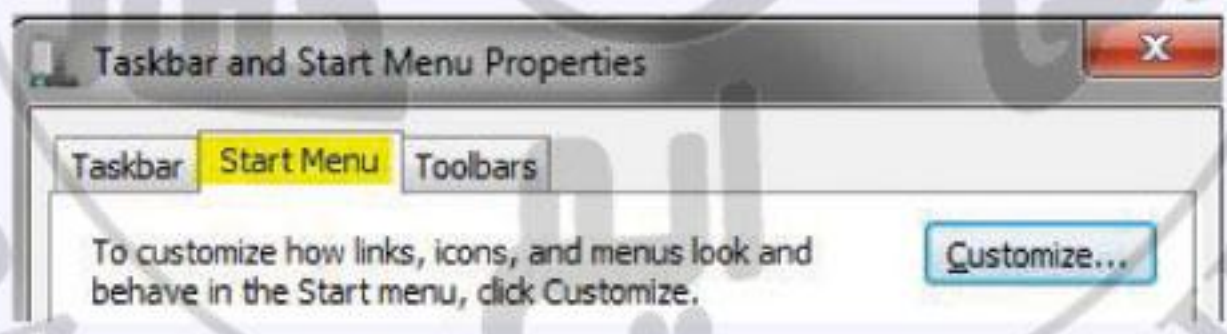 Taskbar and Start Menu Properties
Taskbar Start Menu Toolbars
To customize how links, icons, and menus look and
behave in the Start menu, click Customize.
Customize...